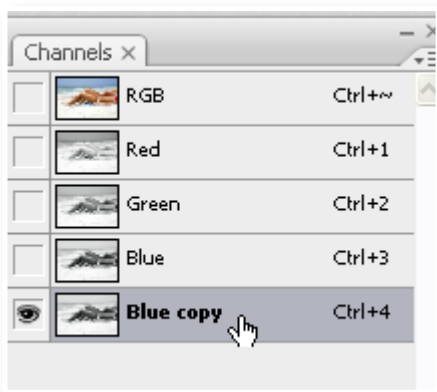 Channels ×
RGB Ctrl+~
Red Ctrl+1
Green Ctrl+2
Blue Ctrl+3
Blue copy Ctrl+4